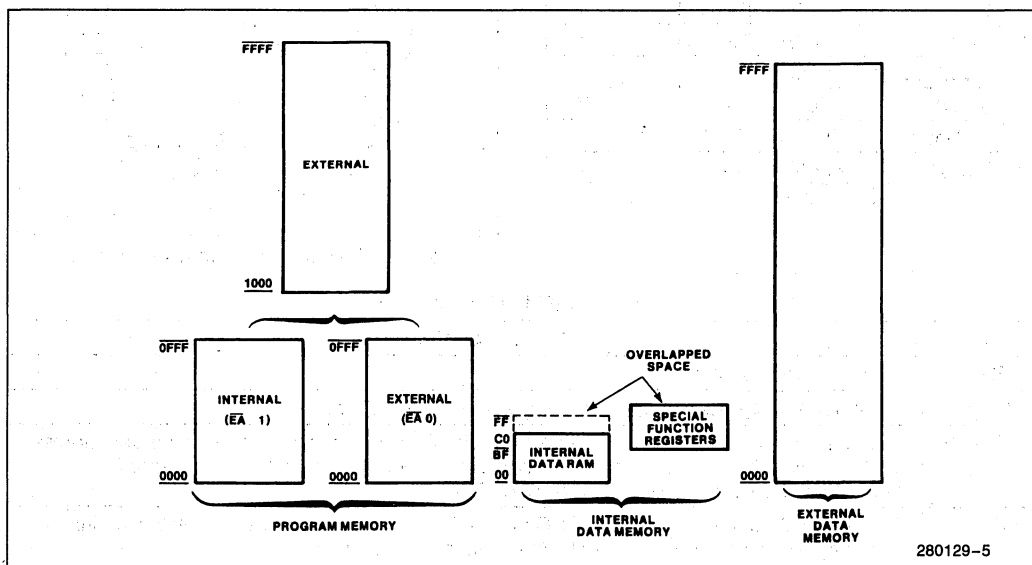 FFFF
EXTERNAL
1000
0FFF
INTERNAL
(EA 1)
0000
0FFF
EXTERNAL
(EA 0)
0000
PROGRAM MEMORY
OVERLAPPED
SPACE
FF
C0
BF
00
INTERNAL
DATA RAM
SPECIAL
FUNCTION
REGISTERS
INTERNAL
DATA MEMORY
FFFF
0000
EXTERNAL
DATA
MEMORY
280129-5